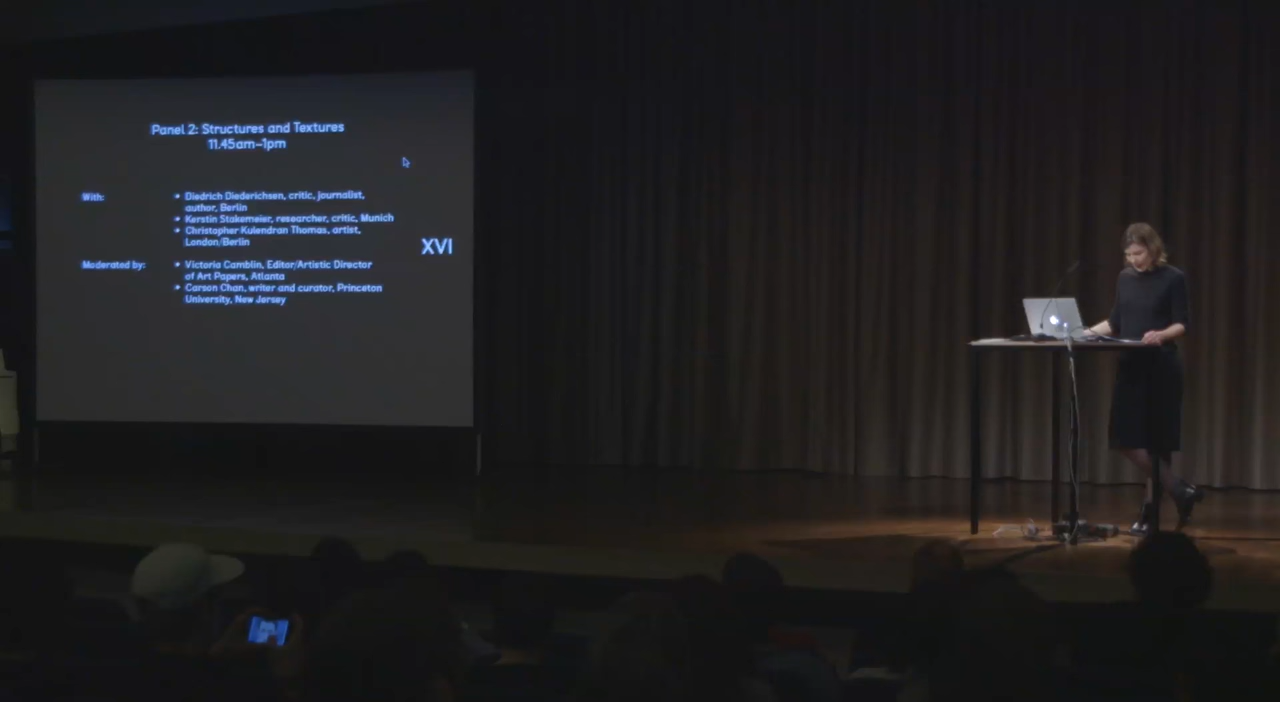 Panel 2: Structures and Textures
11.45am–1pm
With:
• Diedrich Diederichsen, critic, journalist,
author, Berlin
• Kerstin Stakemeier, researcher, critic, Munich
• Christopher Kulendran Thomas, artist,
London/Berlin
XVI
Moderated by:
• Victoria Camblin, Editor/Artistic Director
of Art Papers, Atlanta
• Carson Chan, writer and curator, Princeton
University, New Jersey